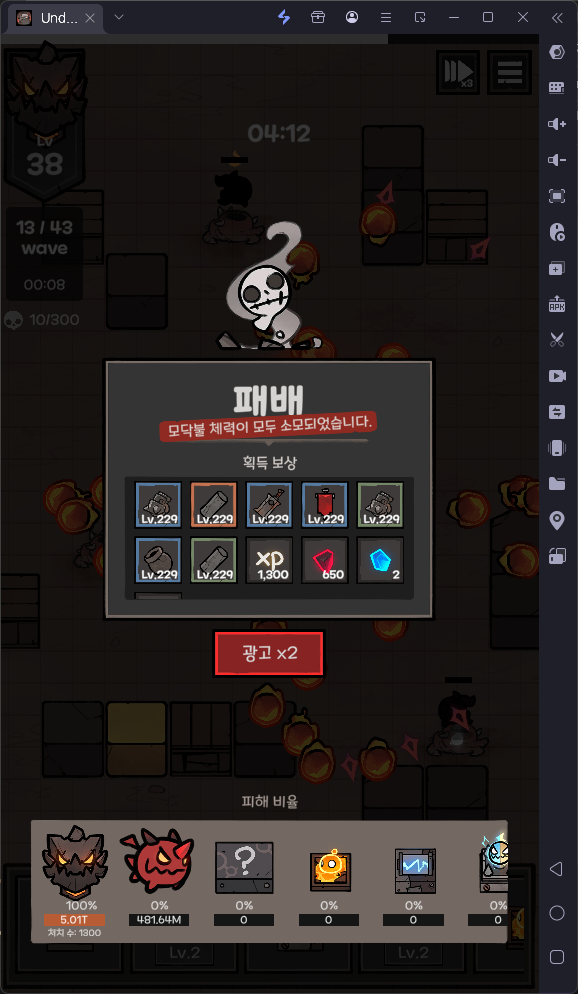 Und...
x3
04:12
Lv
38
13 / 43
wave
00:08
10/300
APK
패배
모닥불 체력이 모두 소모되었습니다.
획득 보상
Lv.229 Lv.229 Lv.229 Lv.229 Lv.229
Lv.229 Lv.229 xp 1,300 650 2
광고 x2
피해 비율
?
100% 0% 0% 0% 0% 0%
5.01T 481.64M 0 0 0 0
처치 수: 1300
Lv.2 Lv.2